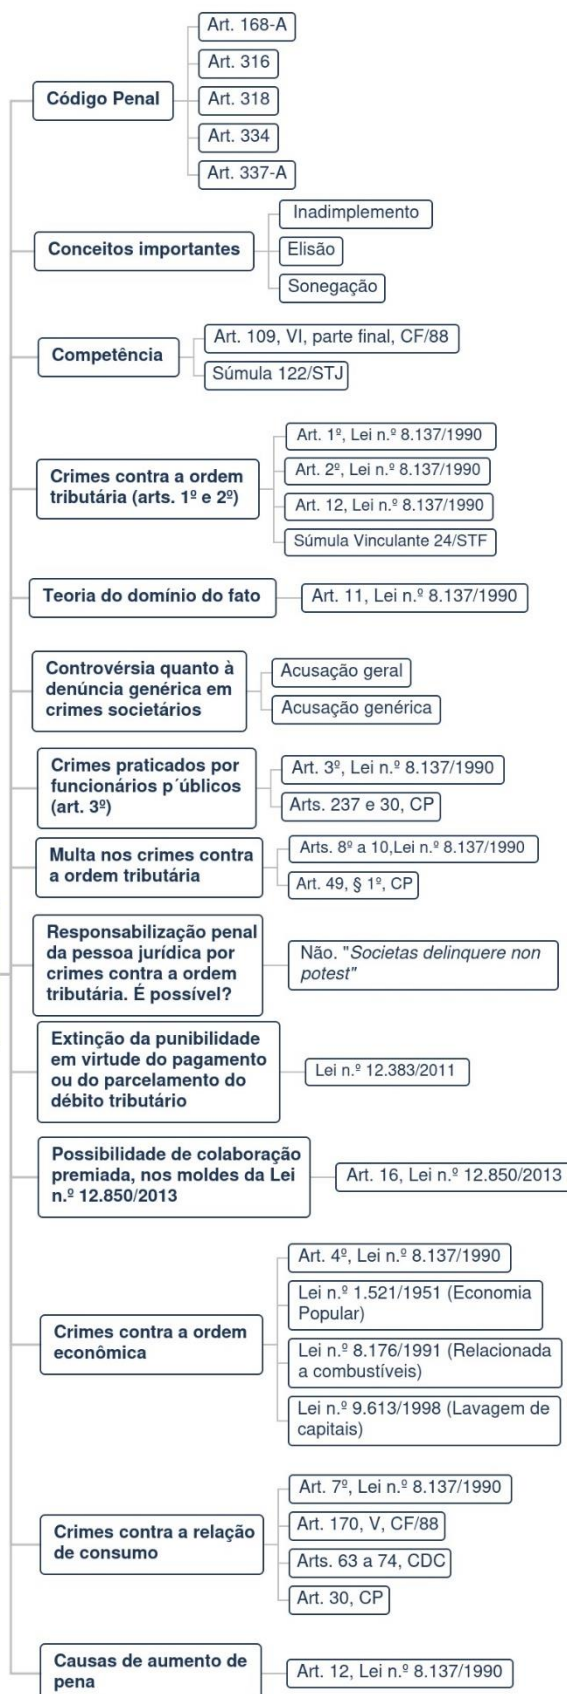 Código Penal
Art. 168-A
Art. 316
Art. 318
Art. 334
Art. 337-A
Conceitos importantes
Inadimplemento
Elisão
Sonegação
Competência
Art. 109, VI, parte final, CF/88
Súmula 122/STJ
Crimes contra a ordem
tributária (arts. 1º e 2º)
Art. 1º, Lei n.º 8.137/1990
Art. 2º, Lei n.º 8.137/1990
Art. 12, Lei n.º 8.137/1990
Súmula Vinculante 24/STF
Teoria do domínio do fato
Art. 11, Lei n.º 8.137/1990
Controvérsia quanto à
denúncia genérica em
crimes societários
Acusação geral
Acusação genérica
Crimes praticados por
funcionários p´úblicos
(art. 3º)
Art. 3º, Lei n.º 8.137/1990
Arts. 237 e 30, CP
Multa nos crimes contra
a ordem tributária
Arts. 8º a 10,Lei n.º 8.137/1990
Art. 49, § 1º, CP
Responsabilização penal
da pessoa jurídica por
crimes contra a ordem
tributária. É possível?
Não. "Societas delinquere non
potest"
Extinção da punibilidade
em virtude do pagamento
ou do parcelamento do
débito tributário
Lei n.º 12.383/2011
Possibilidade de colaboração
premiada, nos moldes da Lei
n.º 12.850/2013
Art. 16, Lei n.º 12.850/2013
Crimes contra a ordem
econômica
Art. 4º, Lei n.º 8.137/1990
Lei n.º 1.521/1951 (Economia
Popular)
Lei n.º 8.176/1991 (Relacionada
a combustíveis)
Lei n.º 9.613/1998 (Lavagem de
capitais)
Crimes contra a relação
de consumo
Art. 7º, Lei n.º 8.137/1990
Art. 170, V, CF/88
Arts. 63 a 74, CDC
Art. 30, CP
Causas de aumento de
pena
Art. 12, Lei n.º 8.137/1990